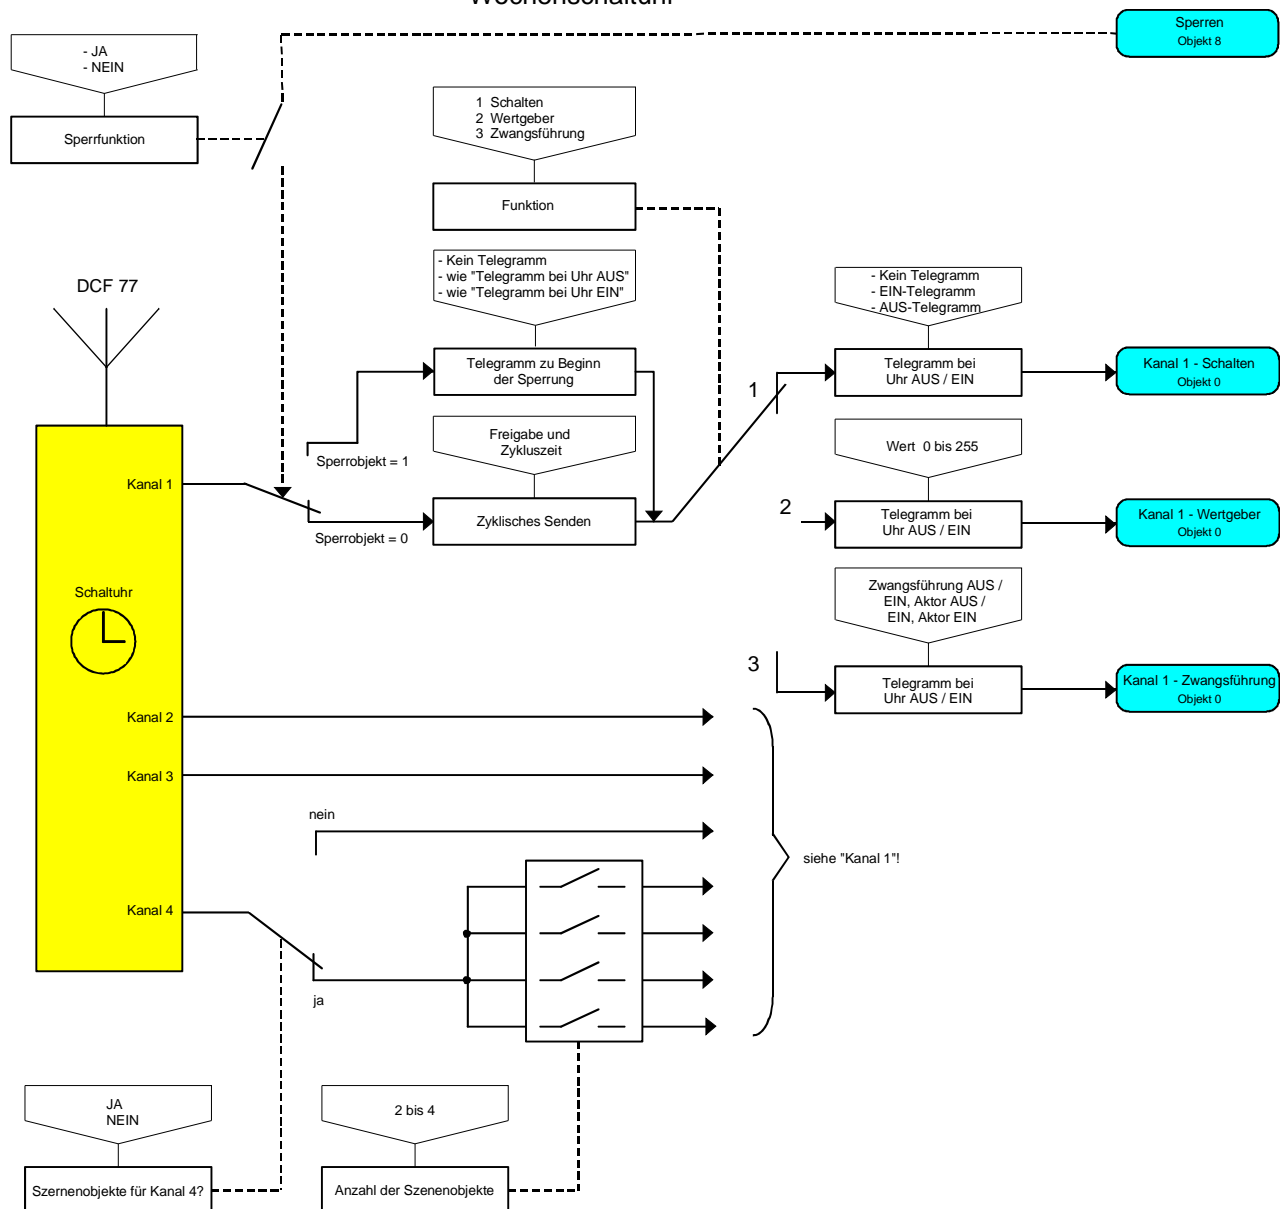 Wochenschaltuhr
- JA
- NEIN
Sperrfunktion
Sperren
Objekt 8
1 Schalten
2 Wertgeber
3 Zwangsführung
Funktion
- Kein Telegramm
- wie "Telegramm bei Uhr AUS"
- wie "Telegramm bei Uhr EIN"
Telegramm zu Beginn
der Sperrung
Freigabe und
Zykluszeit
Zyklisches Senden
DCF 77
Kanal 1
Sperrobjekt = 1
Sperrobjekt = 0
Schaltuhr
- Kein Telegramm
- EIN-Telegramm
- AUS-Telegramm
1
Telegramm bei
Uhr AUS / EIN
Kanal 1 - Schalten
Objekt 0
Wert 0 bis 255
2
Telegramm bei
Uhr AUS / EIN
Kanal 1 - Wertgeber
Objekt 0
Zwangsführung AUS /
EIN, Aktor AUS /
EIN, Aktor EIN
3
Telegramm bei
Uhr AUS / EIN
Kanal 1 - Zwangsführung
Objekt 0
Kanal 2
Kanal 3
nein
siehe "Kanal 1"!
Kanal 4
ja
JA
NEIN
Szernenobjekte für Kanal 4?
2 bis 4
Anzahl der Szenenobjekte